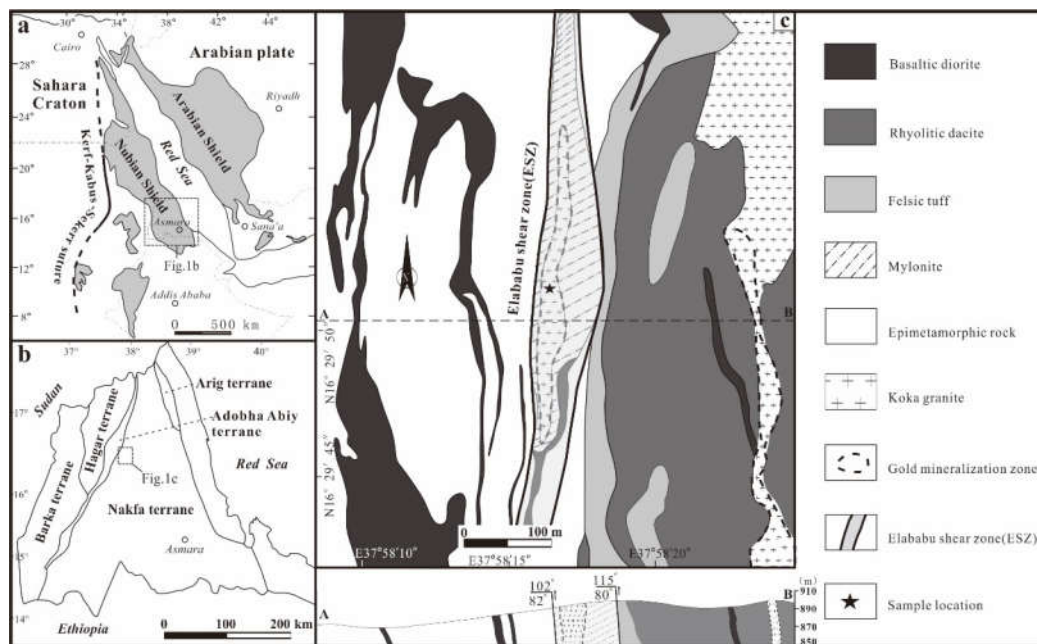 a
30°
34°
38°
42°
44°
Cairo
28°
24°
20°
16°
12°
8°
Arabian plate
Sahara
Craton
Riyadh
Arabian Shield
Red Sea
Nubian Shield
Asmara
Sana'a
Fig.1b
Addis Ababa
0 500 km
b
37°
38°
39°
40°
17°
16°
15°
14°
Sudan
Arig terrane
Adobha Abiy
terrane
Red Sea
Hagar terrane
Barka terrane
Fig.1c
Nakfa terrane
Asmara
Ethiopia
0 100 200 km
c
Elababu shear zone(ESZ)
A
B
N16° 29′ 50″
N16° 29′ 45″
0 100 m
E37°58′10″
E37°58′15″
E37°58′20″
A
102°
82°
115°
80°
B
(m)
910
890
870
850
Basaltic diorite
Rhyolitic dacite
Felsic tuff
Mylonite
Epimetamorphic rock
Koka granite
Gold mineralization zone
Elababu shear zone(ESZ)
Sample location